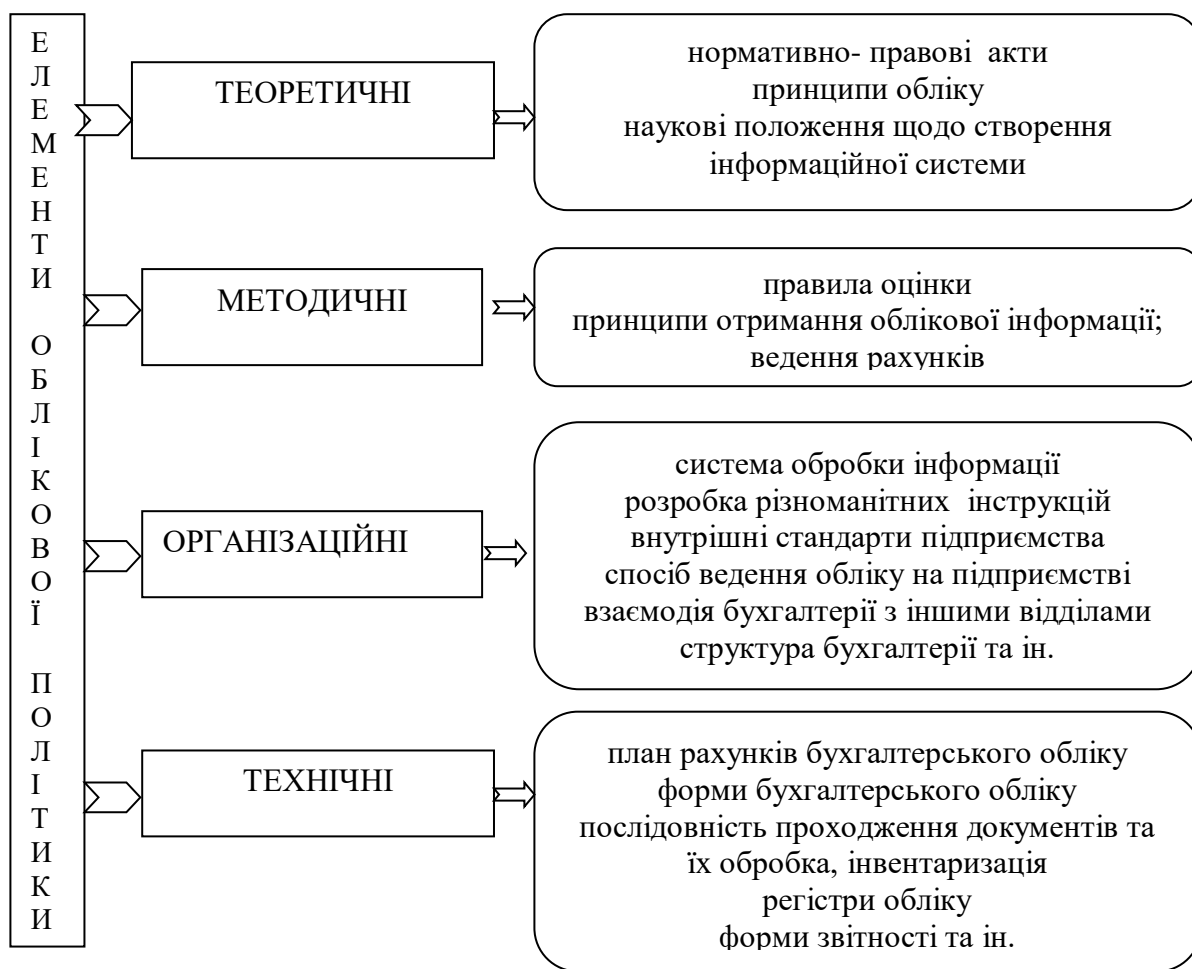 ЕЛЕМЕНТИ ОБЛІКОВОЇ ПОЛІТИКИ
ТЕОРЕТИЧНІ
нормативно- правові акти
принципи обліку
наукові положення щодо створення
інформаційної системи
МЕТОДИЧНІ
правила оцінки
принципи отримання облікової інформації;
ведення рахунків
ОРГАНІЗАЦІЙНІ
система обробки інформації
розробка різноманітних інструкцій
внутрішні стандарти підприємства
спосіб ведення обліку на підприємстві
взаємодія бухгалтерії з іншими відділами
структура бухгалтерії та ін.
ТЕХНІЧНІ
план рахунків бухгалтерського обліку
форми бухгалтерського обліку
послідовність проходження документів та
їх обробка, інвентаризація
регістри обліку
форми звітності та ін.